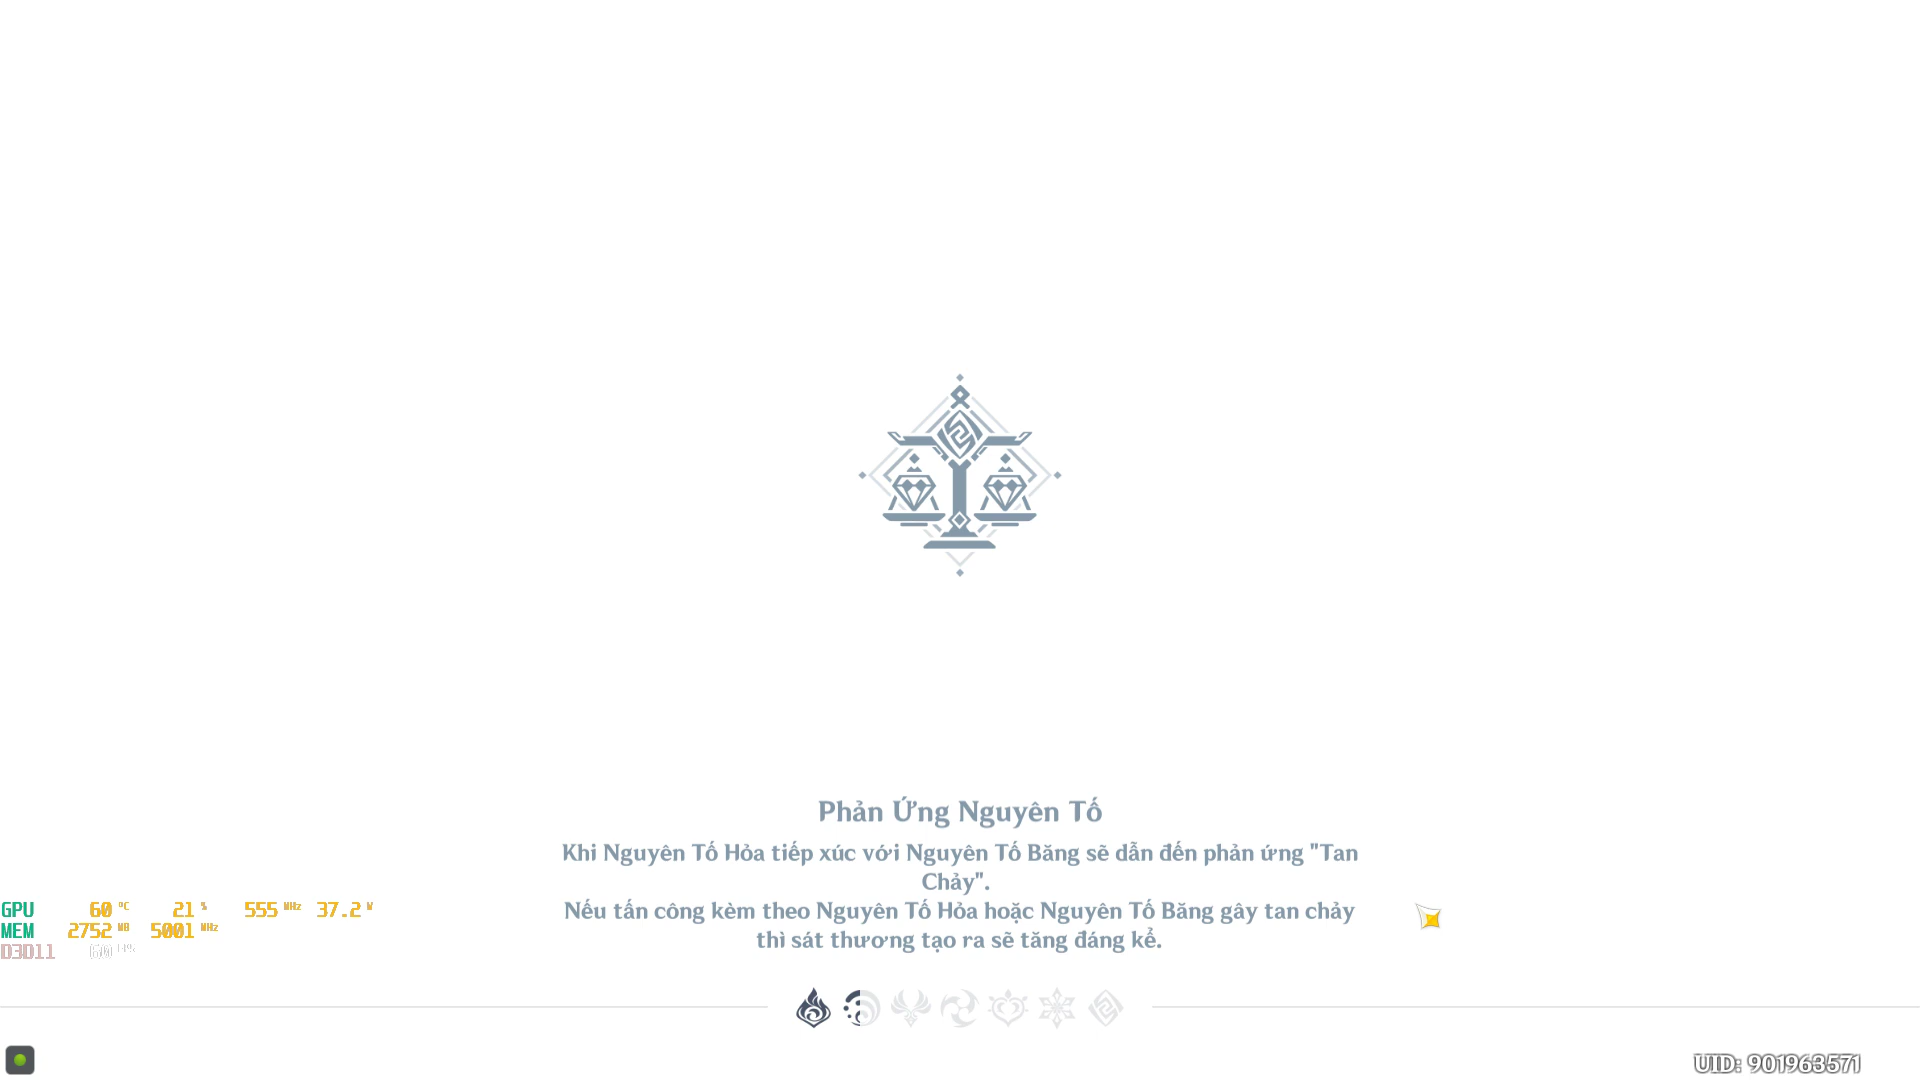 Phản Ứng Nguyên Tố
Khi Nguyên Tố Hỏa tiếp xúc với Nguyên Tố Băng sẽ dẫn đến phản ứng "Tan
Chảy".
Nếu tấn công kèm theo Nguyên Tố Hỏa hoặc Nguyên Tố Băng gây tan chảy
thì sát thương tạo ra sẽ tăng đáng kể.
GPU 60 °C 21 % 555 MHz 37.2 W
MEM 2752 MB 5001 MHz
D3D11 60 FPS
UID: 901963571